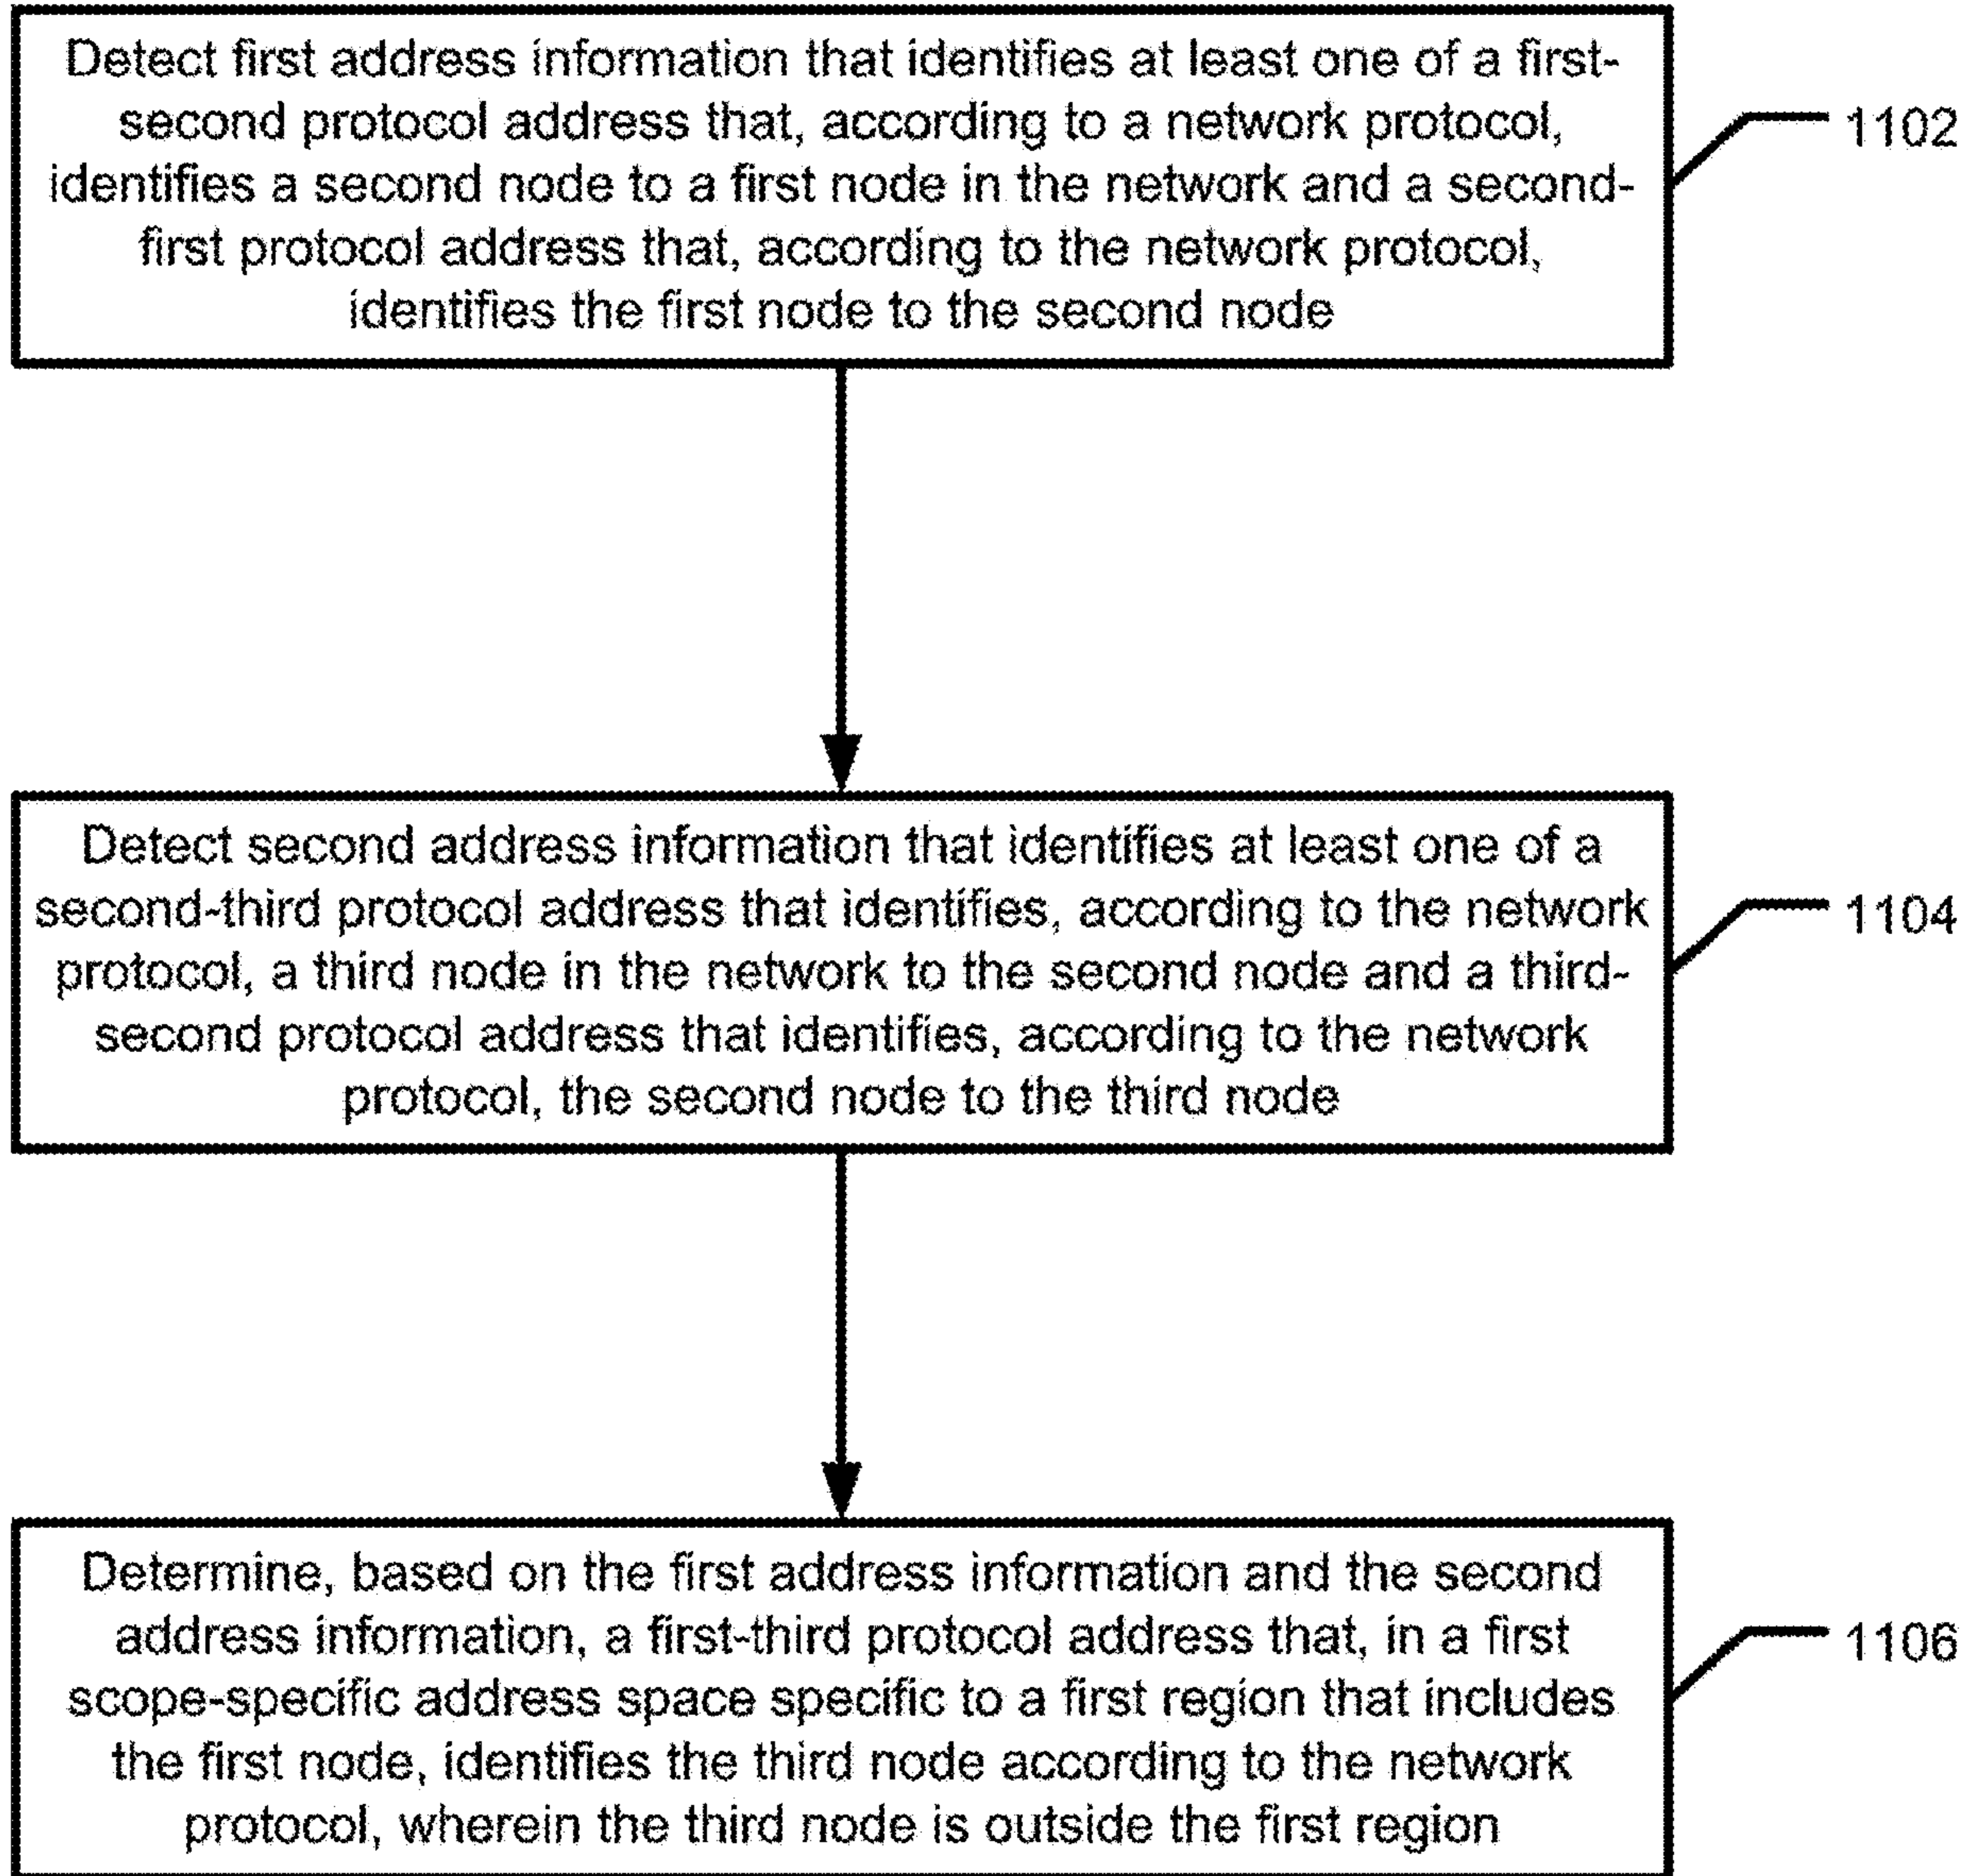 Detect first address information that identifies at least one of a first-
second protocol address that, according to a network protocol,
identifies a second node to a first node in the network and a second-
first protocol address that, according to the network protocol,
identifies the first node to the second node
1102
Detect second address information that identifies at least one of a
second-third protocol address that identifies, according to the network
protocol, a third node in the network to the second node and a third-
second protocol address that identifies, according to the network
protocol, the second node to the third node
1104
Determine, based on the first address information and the second
address information, a first-third protocol address that, in a first
scope-specific address space specific to a first region that includes
the first node, identifies the third node according to the network
protocol, wherein the third node is outside the first region
1106